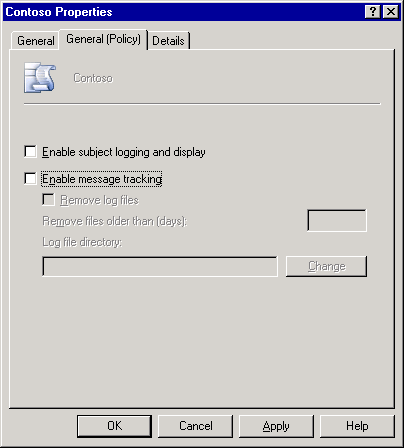 Contoso Properties
General
General (Policy)
Details
Contoso
Enable subject logging and display
Enable message tracking
Remove log files
Remove files older than (days):
Log file directory:
Change
OK
Cancel
Apply
Help